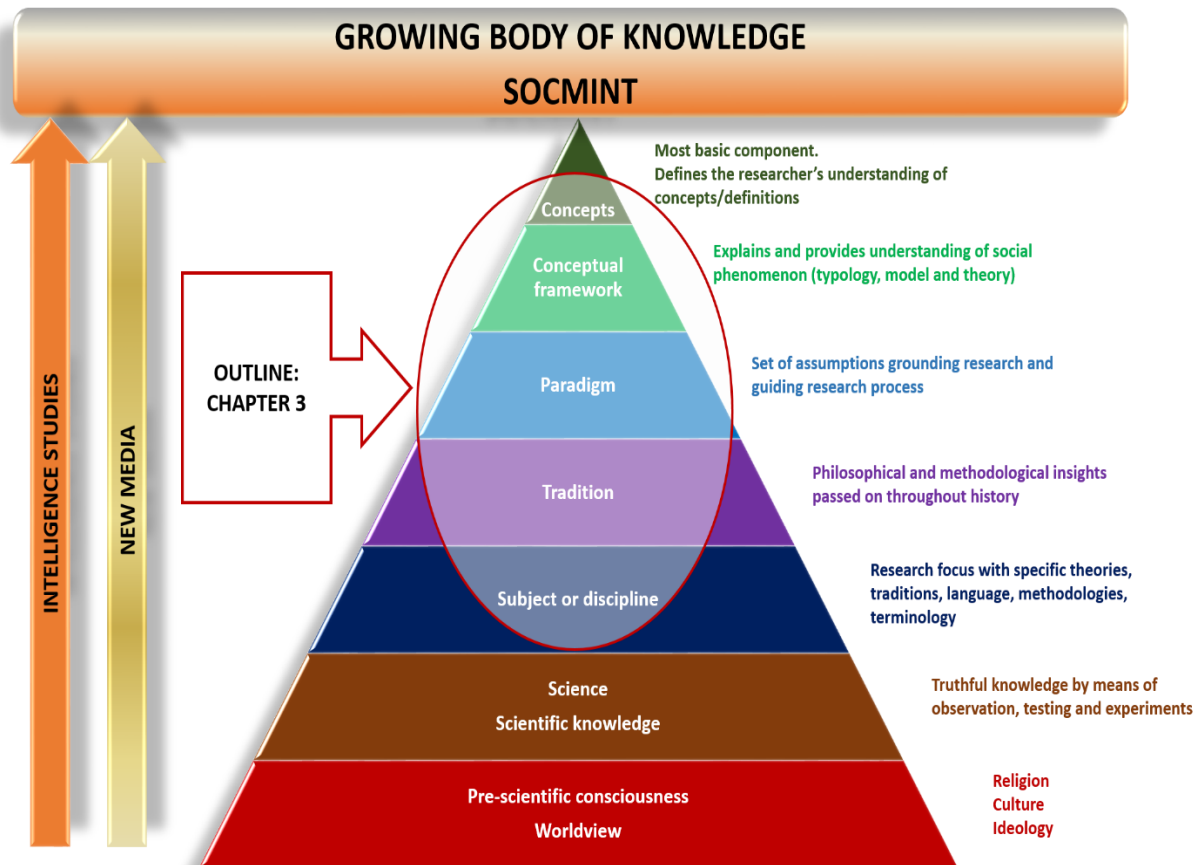 GROWING BODY OF KNOWLEDGE
SOCMINT
INTELLIGENCE STUDIES
NEW MEDIA
OUTLINE:
CHAPTER 3
Concepts
Most basic component.
Defines the researcher's understanding of
concepts/definitions
Conceptual
framework
Explains and provides understanding of social
phenomenon (typology, model and theory)
Paradigm
Set of assumptions grounding research and
guiding research process
Tradition
Philosophical and methodological insights
passed on throughout history
Subject or discipline
Research focus with specific theories,
traditions, language, methodologies,
terminology
Science
Scientific knowledge
Truthful knowledge by means of
observation, testing and experiments
Pre-scientific consciousness
Worldview
Religion
Culture
Ideology